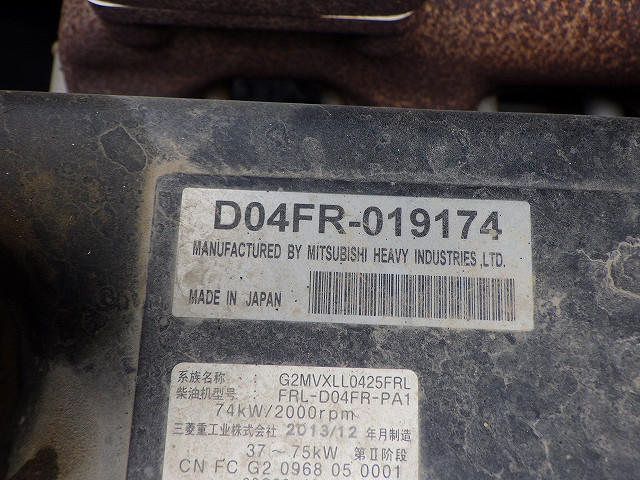 D04FR-019174
MANUFACTURED BY MITSUBISHI HEAVY INDUSTRIES ,LTD.
MADE IN JAPAN
系族名称 : G2MVXLL0425FRL
柴油机型号 : FRL-D04FR-PA1
74kW/2000rpm
三菱重工业株式会社 2013/12 年月制造
37～75kW 第Ⅱ阶段
CN FC G2 0968 05 0001